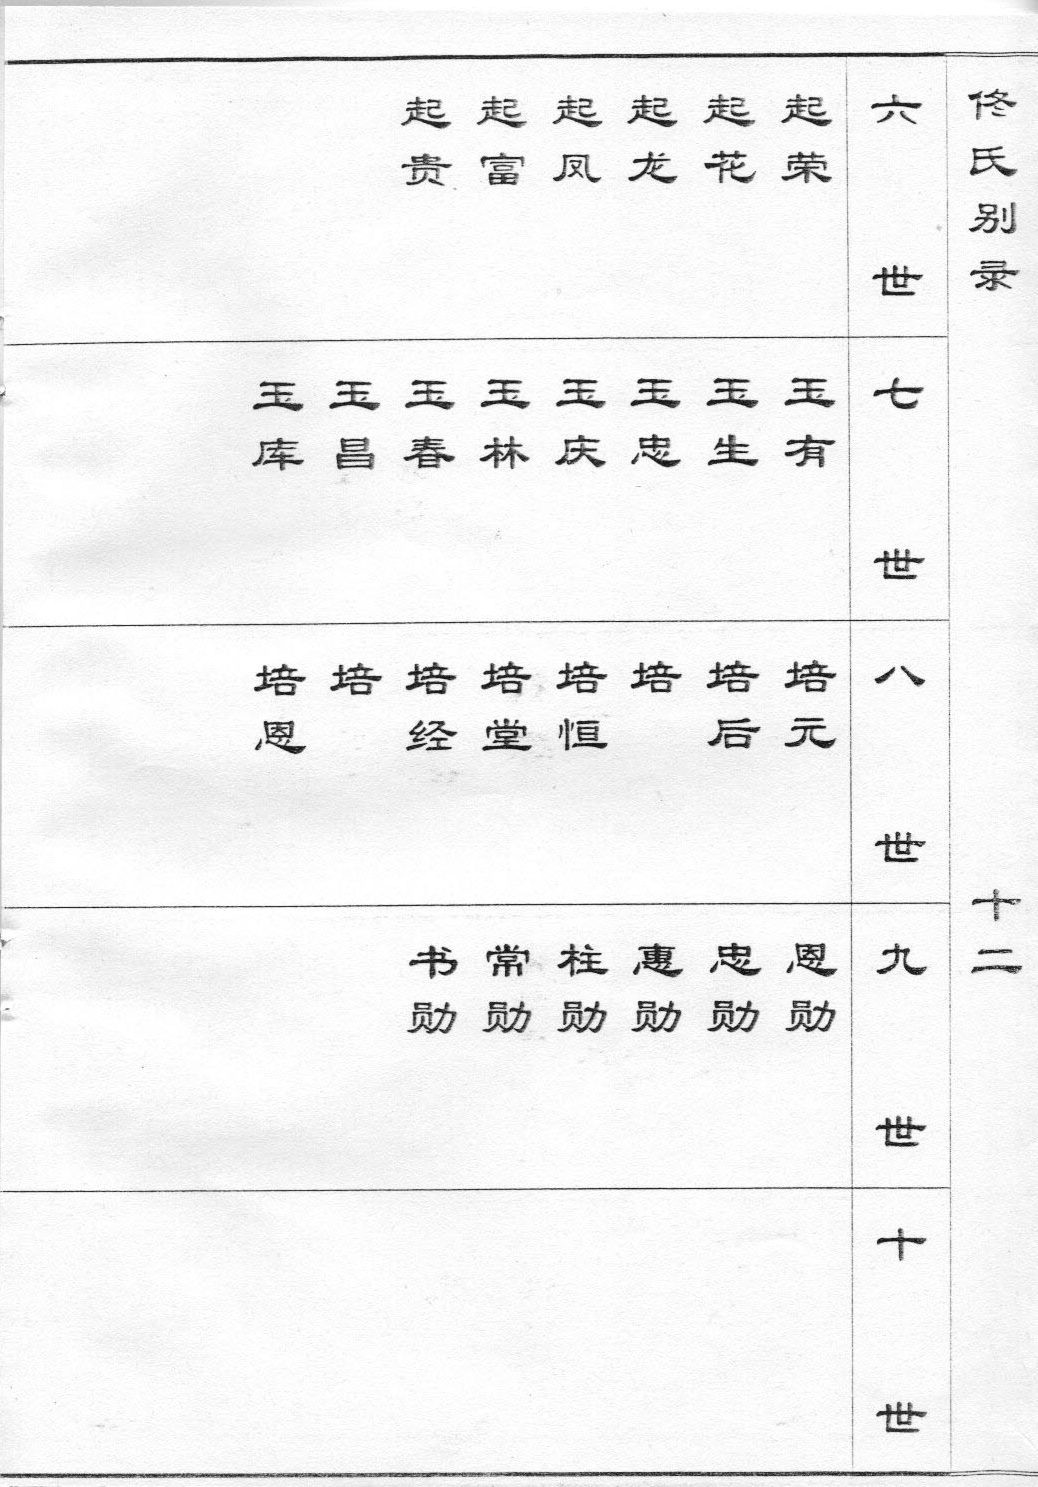 佟氏别录
十二
六世
起荣
起花
起龙
起凤
起富
起贵
七世
玉有
玉生
玉忠
玉庆
玉林
玉春
玉昌
玉库
八世
培元
培后
培
培恒
培堂
培经
培
培恩
九世
恩勋
忠勋
惠勋
柱勋
常勋
书勋
十世